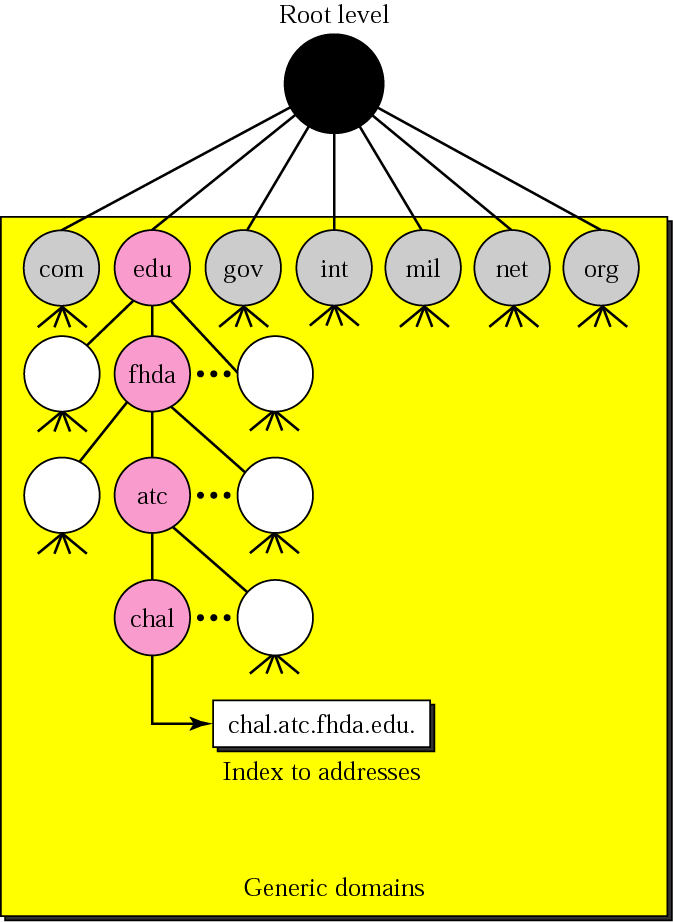 Root level
com edu gov int mil net org
fhda
atc
chal
chal.atc.fhda.edu.
Index to addresses
Generic domains